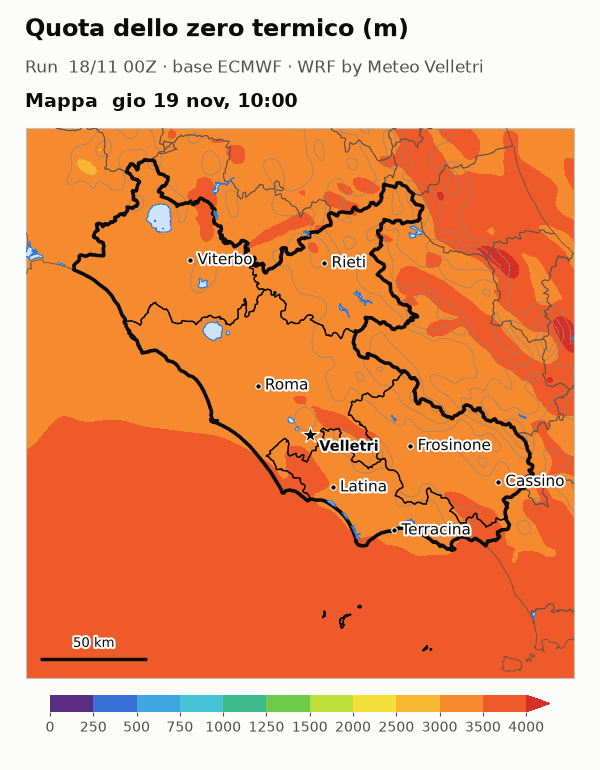 Quota dello zero termico (m)
Run  18/11 00Z · base ECMWF · WRF by Meteo Velletri
Mappa  gio 19 nov, 10:00
Viterbo
Rieti
Roma
Velletri
Frosinone
Latina
Cassino
Terracina
50 km
0 250 500 750 1000 1250 1500 2000 2500 3000 3500 4000